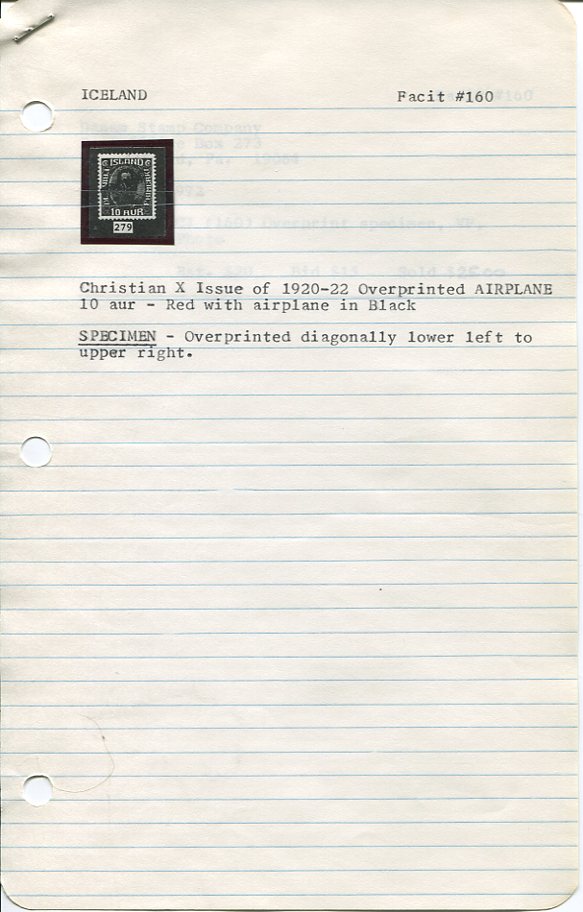 ICELAND Facit #160
ISLAND
10 AUR
279
Christian X Issue of 1920-22 Overprinted AIRPLANE
10 aur - Red with airplane in Black
SPECIMEN - Overprinted diagonally lower left to
upper right.